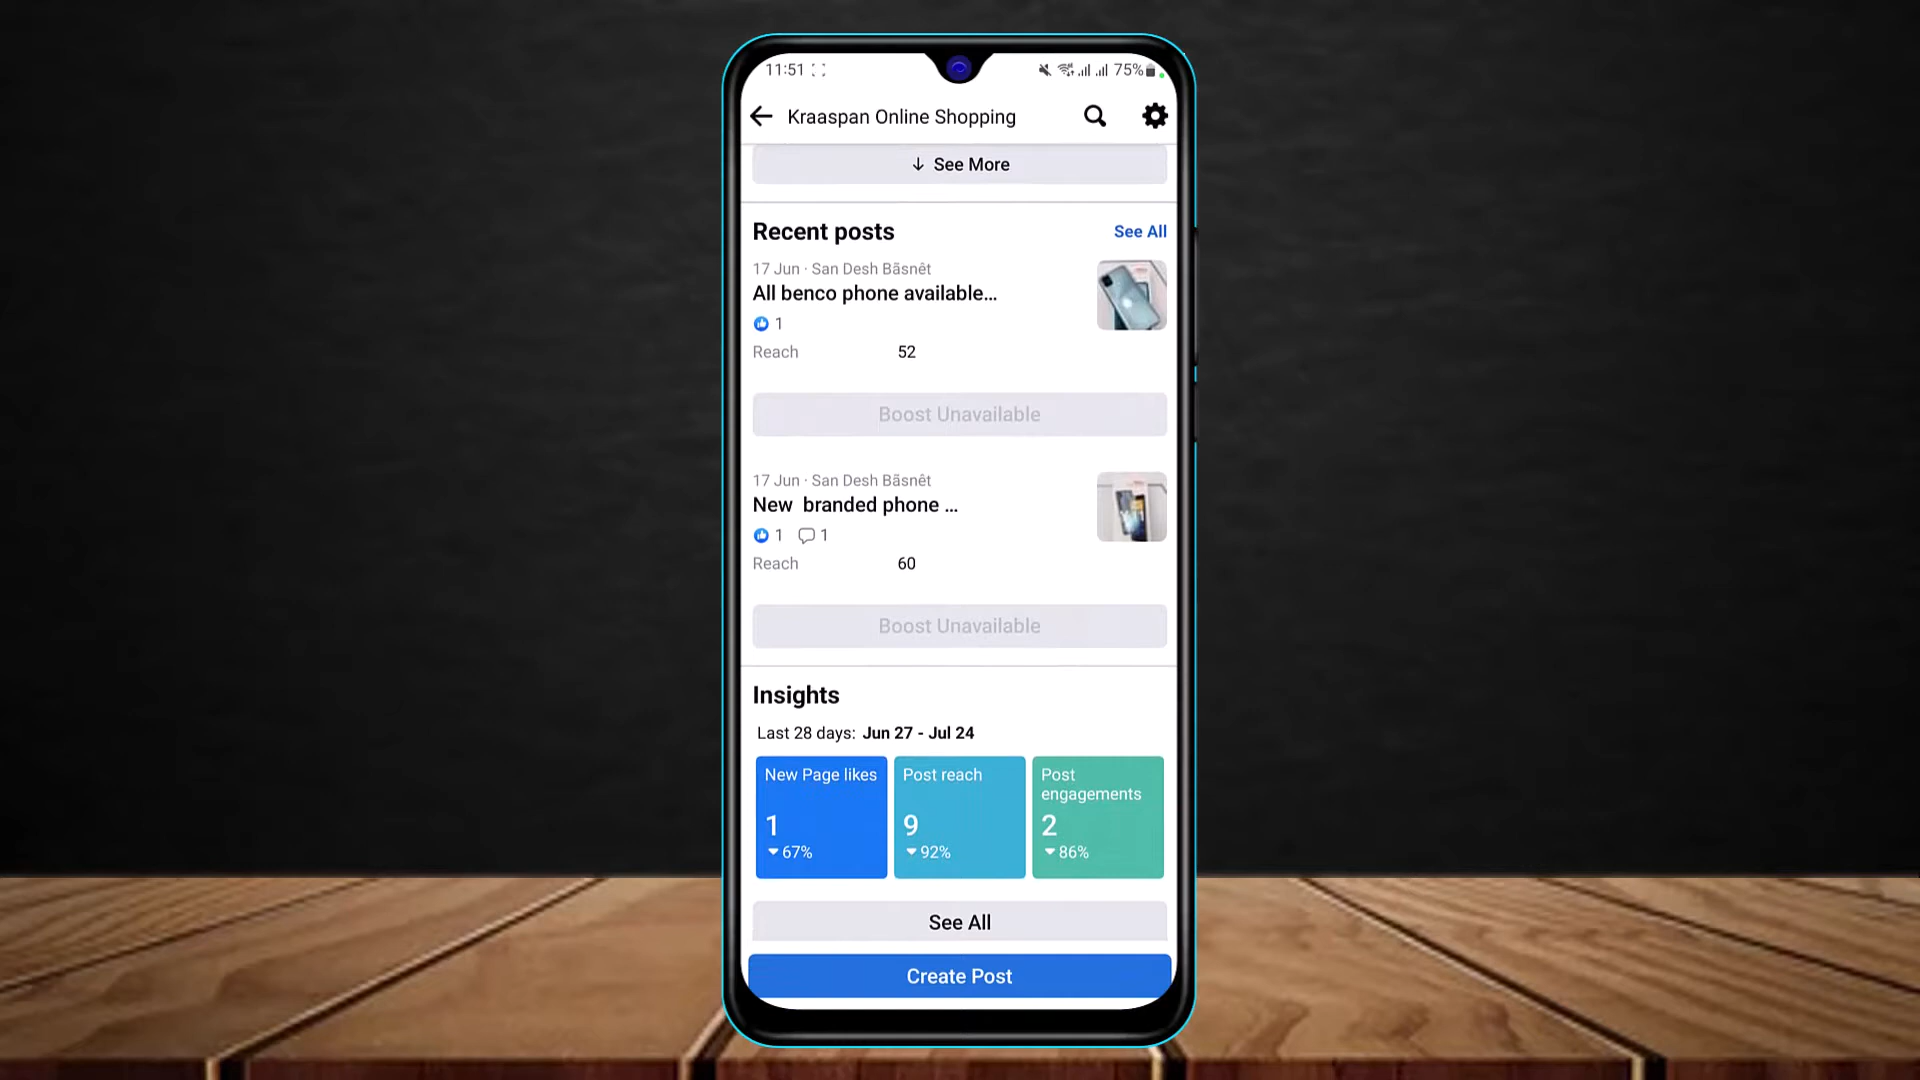 11:51 75%
Kraaspan Online Shopping
See More
Recent posts See All
17 Jun · San Desh Bãsnêt
All benco phone available...
1
Reach 52
Boost Unavailable
17 Jun · San Desh Bãsnêt
New branded phone ...
1 1
Reach 60
Boost Unavailable
Insights
Last 28 days: Jun 27 - Jul 24
New Page likes
1
67%
Post reach
9
92%
Post
engagements
2
86%
See All
Create Post